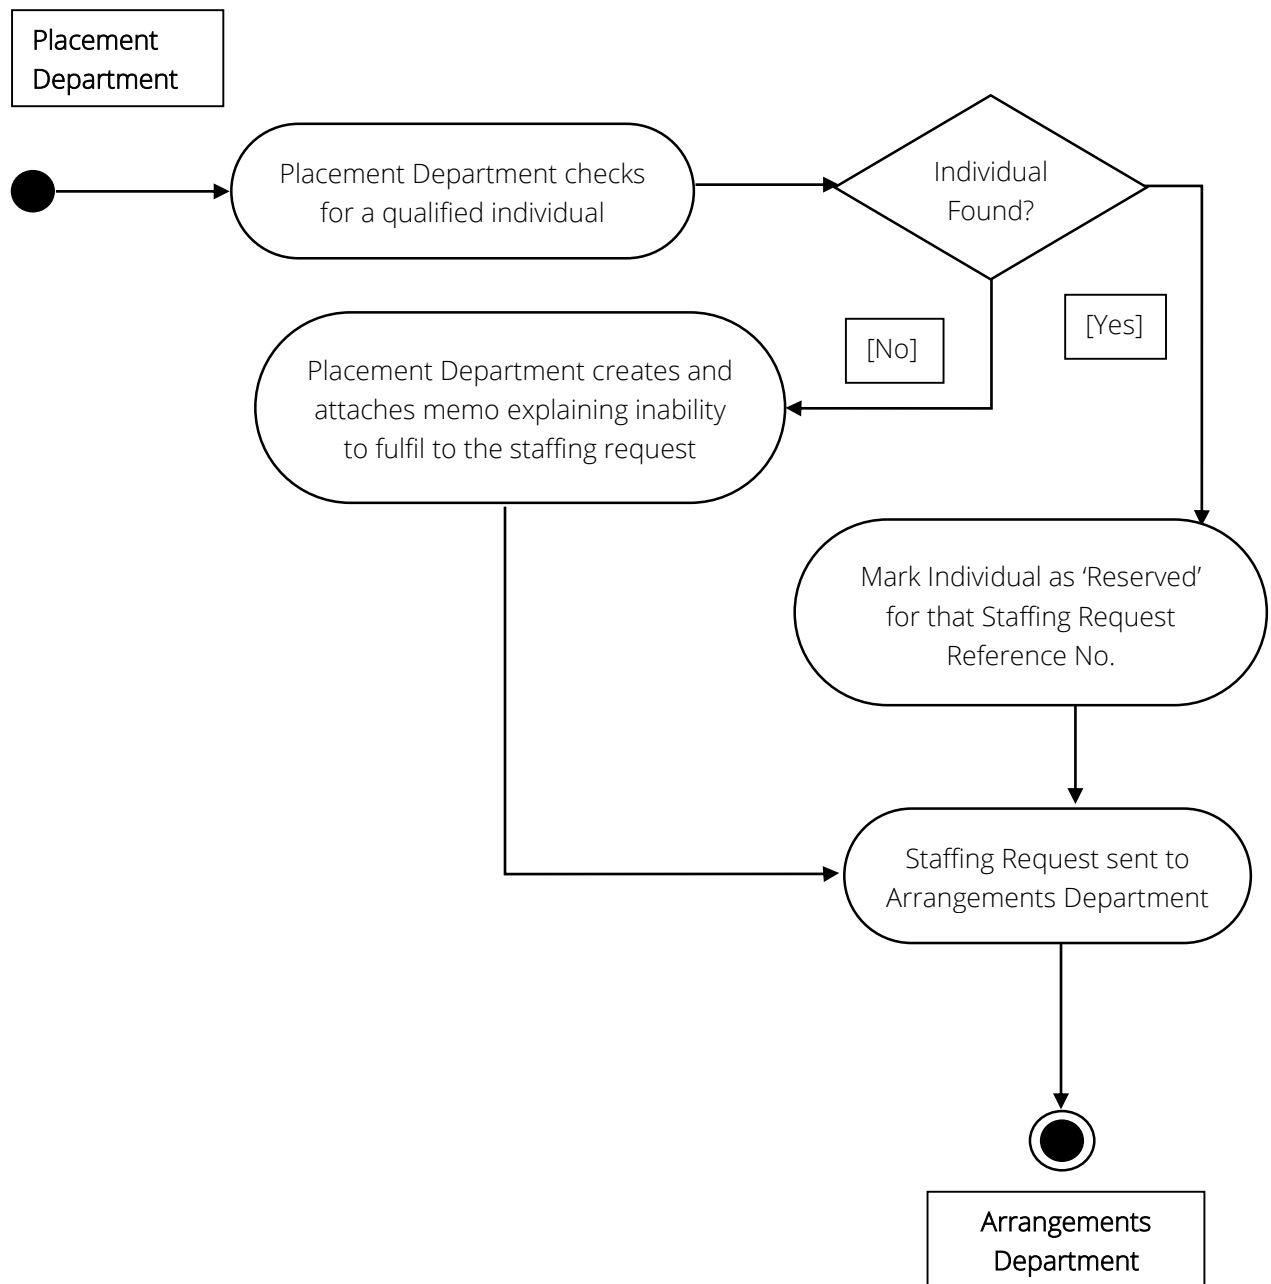 Placement
Department
Placement Department checks
for a qualified individual
Individual
Found?
[No]
[Yes]
Placement Department creates and
attaches memo explaining inability
to fulfil to the staffing request
Mark Individual as ‘Reserved’
for that Staffing Request
Reference No.
Staffing Request sent to
Arrangements Department
Arrangements
Department